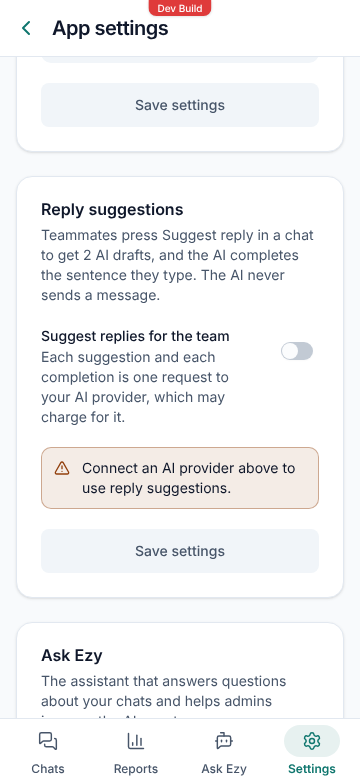 Dev Build
App settings
Save settings
Reply suggestions
Teammates press Suggest reply in a chat
to get 2 AI drafts, and the AI completes
the sentence they type. The AI never
sends a message.
Suggest replies for the team
Each suggestion and each
completion is one request to
your AI provider, which may
charge for it.
Connect an AI provider above to
use reply suggestions.
Save settings
Ask Ezy
The assistant that answers questions
about your chats and helps admins
Chats
Reports
Ask Ezy
Settings